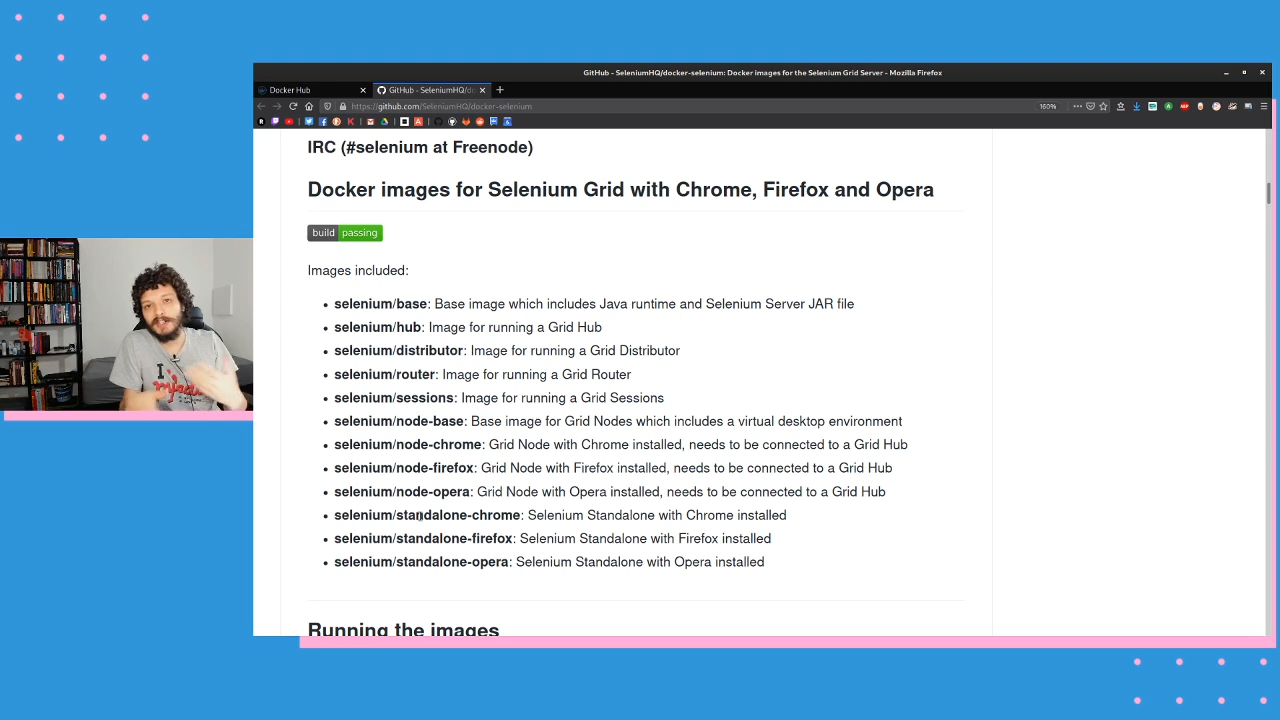 GitHub - SeleniumHQ/docker-selenium: Docker images for the Selenium Grid Server - Mozilla Firefox
Docker Hub
GitHub - SeleniumHQ/do
https://github.com/SeleniumHQ/docker-selenium
160%
IRC (#selenium at Freenode)
Docker images for Selenium Grid with Chrome, Firefox and Opera
build passing
Images included:
selenium/base: Base image which includes Java runtime and Selenium Server JAR file
selenium/hub: Image for running a Grid Hub
selenium/distributor: Image for running a Grid Distributor
selenium/router: Image for running a Grid Router
selenium/sessions: Image for running a Grid Sessions
selenium/node-base: Base image for Grid Nodes which includes a virtual desktop environment
selenium/node-chrome: Grid Node with Chrome installed, needs to be connected to a Grid Hub
selenium/node-firefox: Grid Node with Firefox installed, needs to be connected to a Grid Hub
selenium/node-opera: Grid Node with Opera installed, needs to be connected to a Grid Hub
selenium/standalone-chrome: Selenium Standalone with Chrome installed
selenium/standalone-firefox: Selenium Standalone with Firefox installed
selenium/standalone-opera: Selenium Standalone with Opera installed
Running the images
I